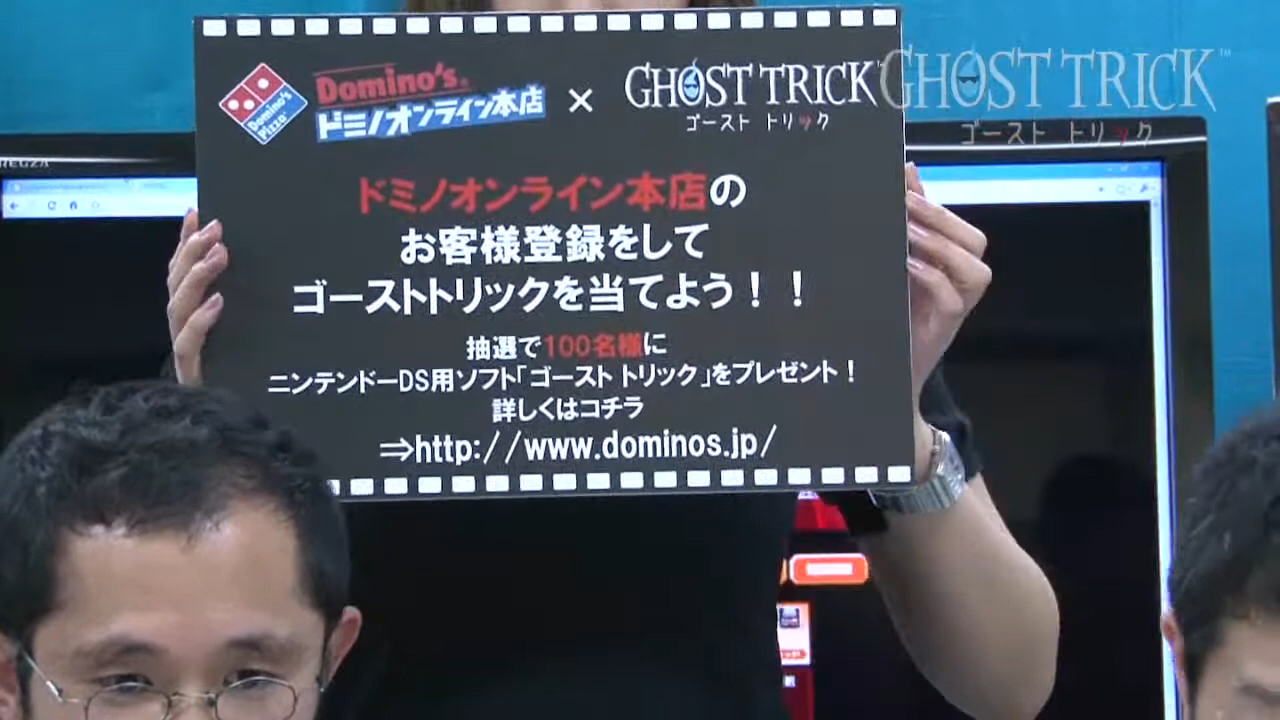 Domino's Pizza
Domino's
ドミノオンライン本店
×
GHOST TRICK
ゴースト トリック
GHOST TRICK™
ゴースト トリック
ドミノオンライン本店の
お客様登録をして
ゴーストトリックを当てよう！！
抽選で100名様に
ニンテンドーDS用ソフト「ゴースト トリック」をプレゼント！
詳しくはコチラ
⇒http://www.dominos.jp/
REGZA